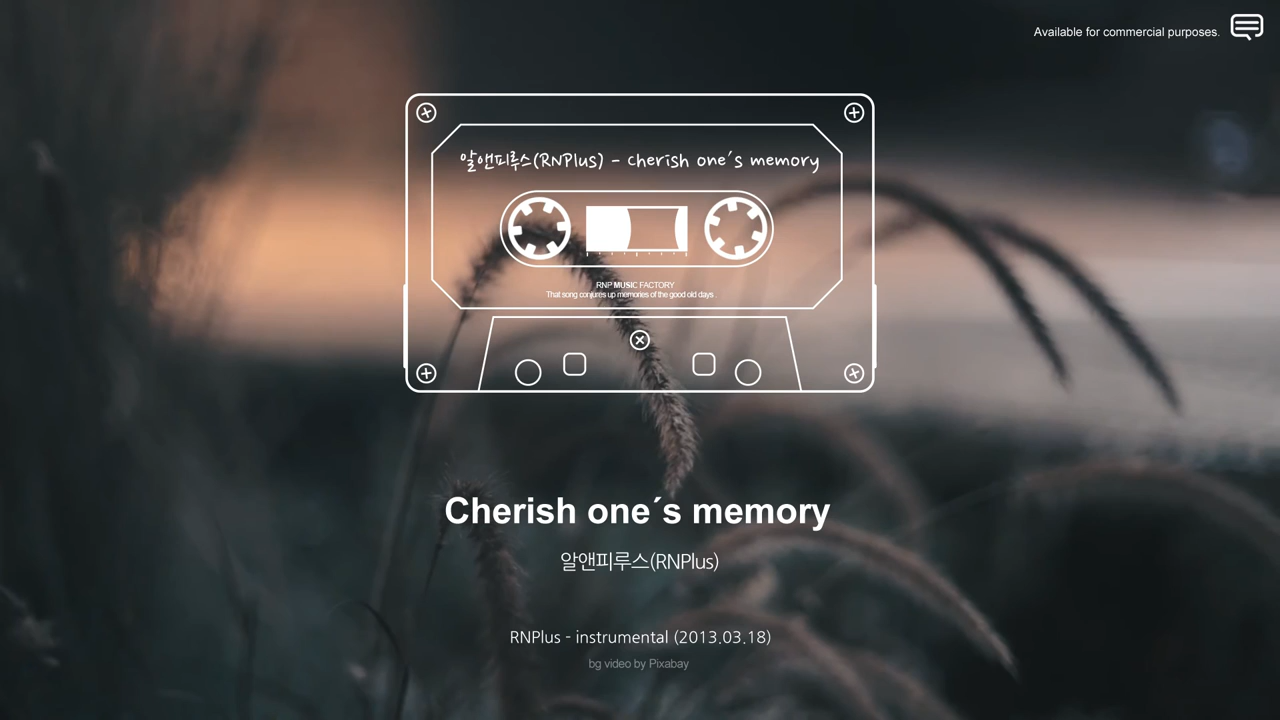 Available for commercial purposes.
알앤피루스(RNPlus) - cherish one´s memory
RNP MUSIC FACTORY
That song conjures up memories of the good old days .
Cherish one´s memory
알앤피루스(RNPlus)
RNPlus - instrumental (2013.03.18)
bg video by Pixabay